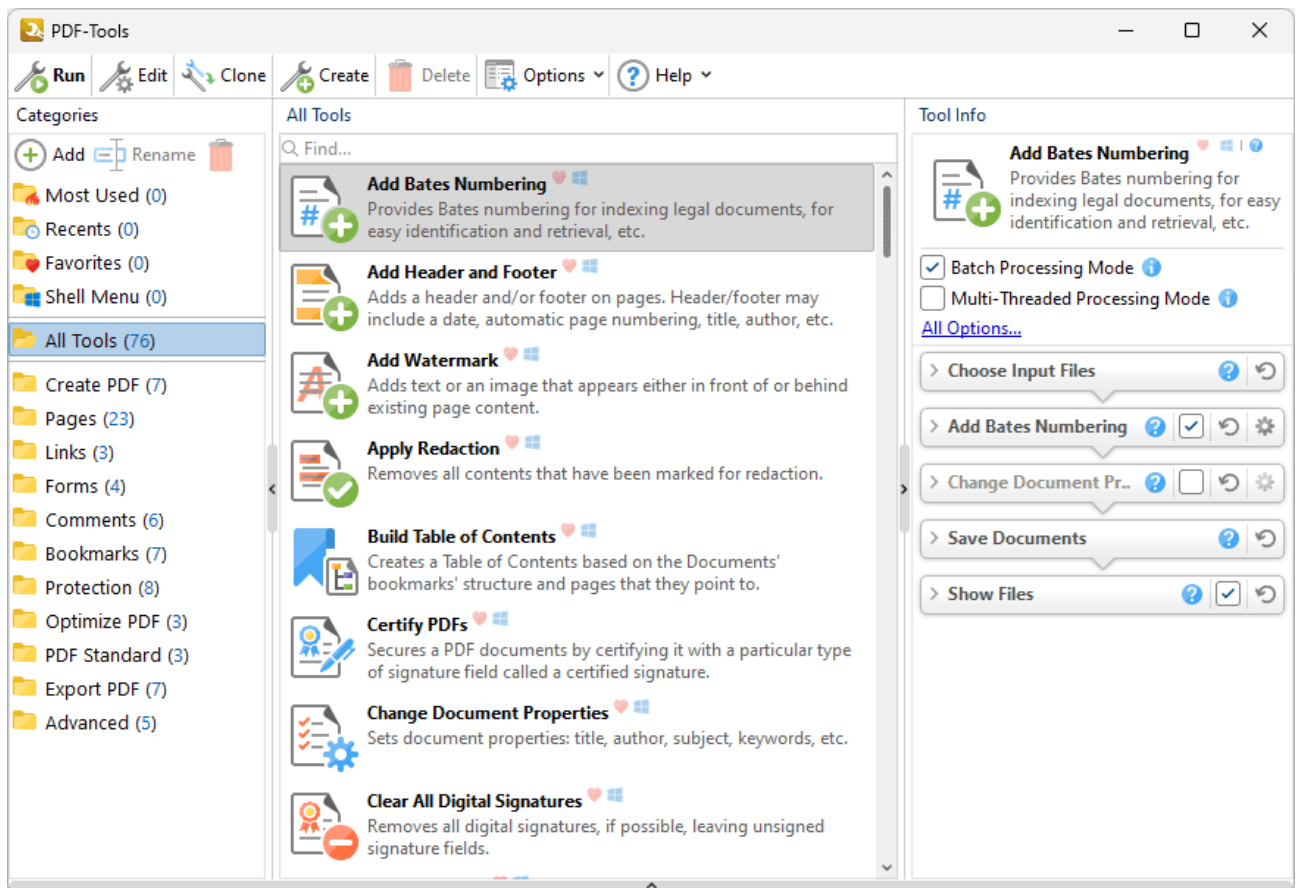 PDF-Tools
Run Edit Clone Create Delete Options Help
Categories
Add Rename
Most Used (0)
Recents (0)
Favorites (0)
Shell Menu (0)
All Tools (76)
Create PDF (7)
Pages (23)
Links (3)
Forms (4)
Comments (6)
Bookmarks (7)
Protection (8)
Optimize PDF (3)
PDF Standard (3)
Export PDF (7)
Advanced (5)
All Tools
Find...
Add Bates Numbering
Provides Bates numbering for indexing legal documents, for
easy identification and retrieval, etc.
Add Header and Footer
Adds a header and/or footer on pages. Header/footer may
include a date, automatic page numbering, title, author, etc.
Add Watermark
Adds text or an image that appears either in front of or behind
existing page content.
Apply Redaction
Removes all contents that have been marked for redaction.
Build Table of Contents
Creates a Table of Contents based on the Documents'
bookmarks' structure and pages that they point to.
Certify PDFs
Secures a PDF documents by certifying it with a particular type
of signature field called a certified signature.
Change Document Properties
Sets document properties: title, author, subject, keywords, etc.
Clear All Digital Signatures
Removes all digital signatures, if possible, leaving unsigned
signature fields.
Tool Info
Add Bates Numbering
Provides Bates numbering for
indexing legal documents, for easy
identification and retrieval, etc.
Batch Processing Mode
Multi-Threaded Processing Mode
All Options...
Choose Input Files
Add Bates Numbering
Change Document Pr...
Save Documents
Show Files